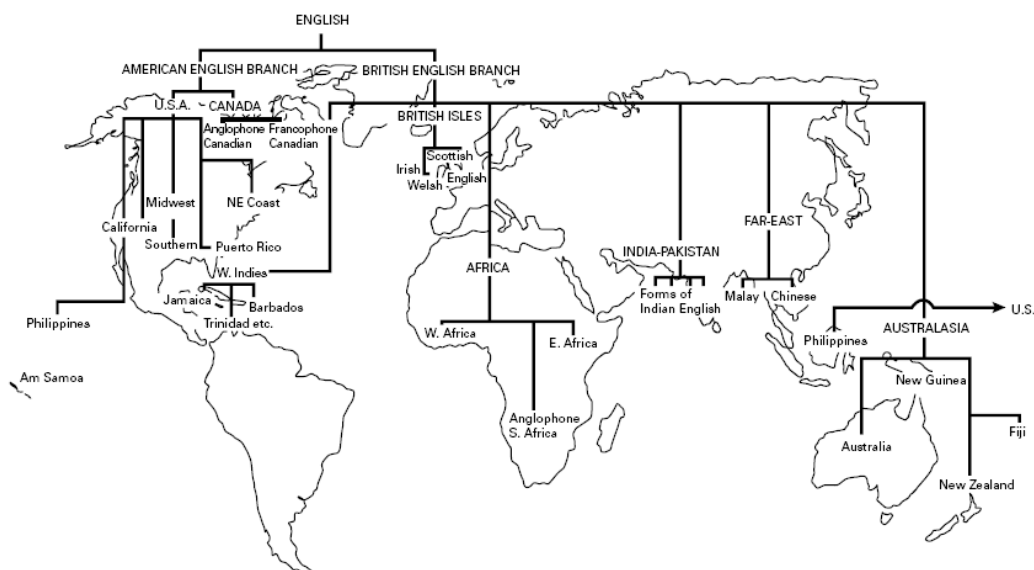 ENGLISH
AMERICAN ENGLISH BRANCH
BRITISH ENGLISH BRANCH
U.S.A.
CANADA
Anglophone
Canadian
Francophone
Canadian
BRITISH ISLES
Scottish
Irish
Welsh
English
Midwest
NE Coast
California
Southern
Puerto Rico
W. Indies
Jamaica
Barbados
Trinidad etc.
Philippines
Am Samoa
AFRICA
W. Africa
E. Africa
Anglophone
S. Africa
INDIA-PAKISTAN
Forms of
Indian English
FAR-EAST
Malay
Chinese
Philippines
U.S.
AUSTRALASIA
New Guinea
Australia
Fiji
New Zealand